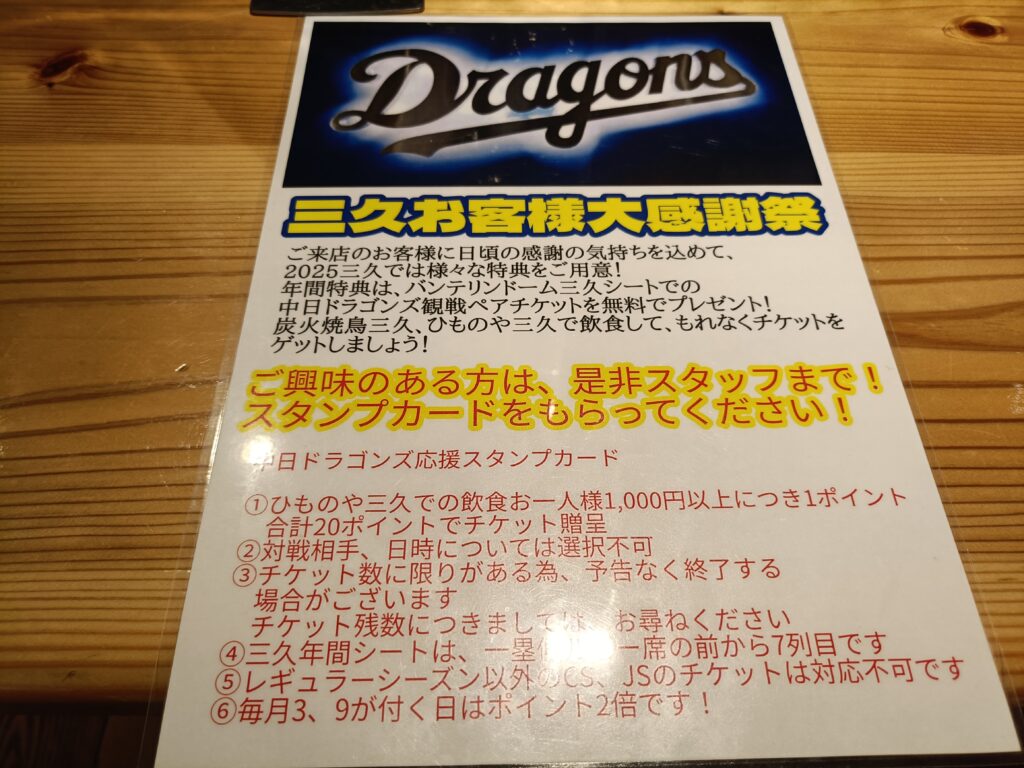 Dragons
三久お客様大感謝祭
ご来店のお客様に日頃の感謝の気持ちを込めて、
2025三久では様々な特典をご用意!
年間特典は、バンテリンドーム三久シートでの
中日ドラゴンズ観戦ペアチケットを無料でプレゼント!
炭火焼鳥三久、ひものや三久で飲食して、もれなくチケットを
ゲットしましょう!
ご興味のある方は、是非スタッフまで!
スタンプカードをもらってください!
中日ドラゴンズ応援スタンプカード
①ひものや三久での飲食お一人様1,000円以上につき1ポイント
合計20ポイントでチケット贈呈
②対戦相手、日時については選択不可
③チケット数に限りがある為、予告なく終了する
場合がございます
チケット残数につきましては、お尋ねください
④三久年間シートは、一塁 一席の前から7列目です
⑤レギュラーシーズン以外のCS、JSのチケットは対応不可です
⑥毎月3、9が付く日はポイント2倍です!